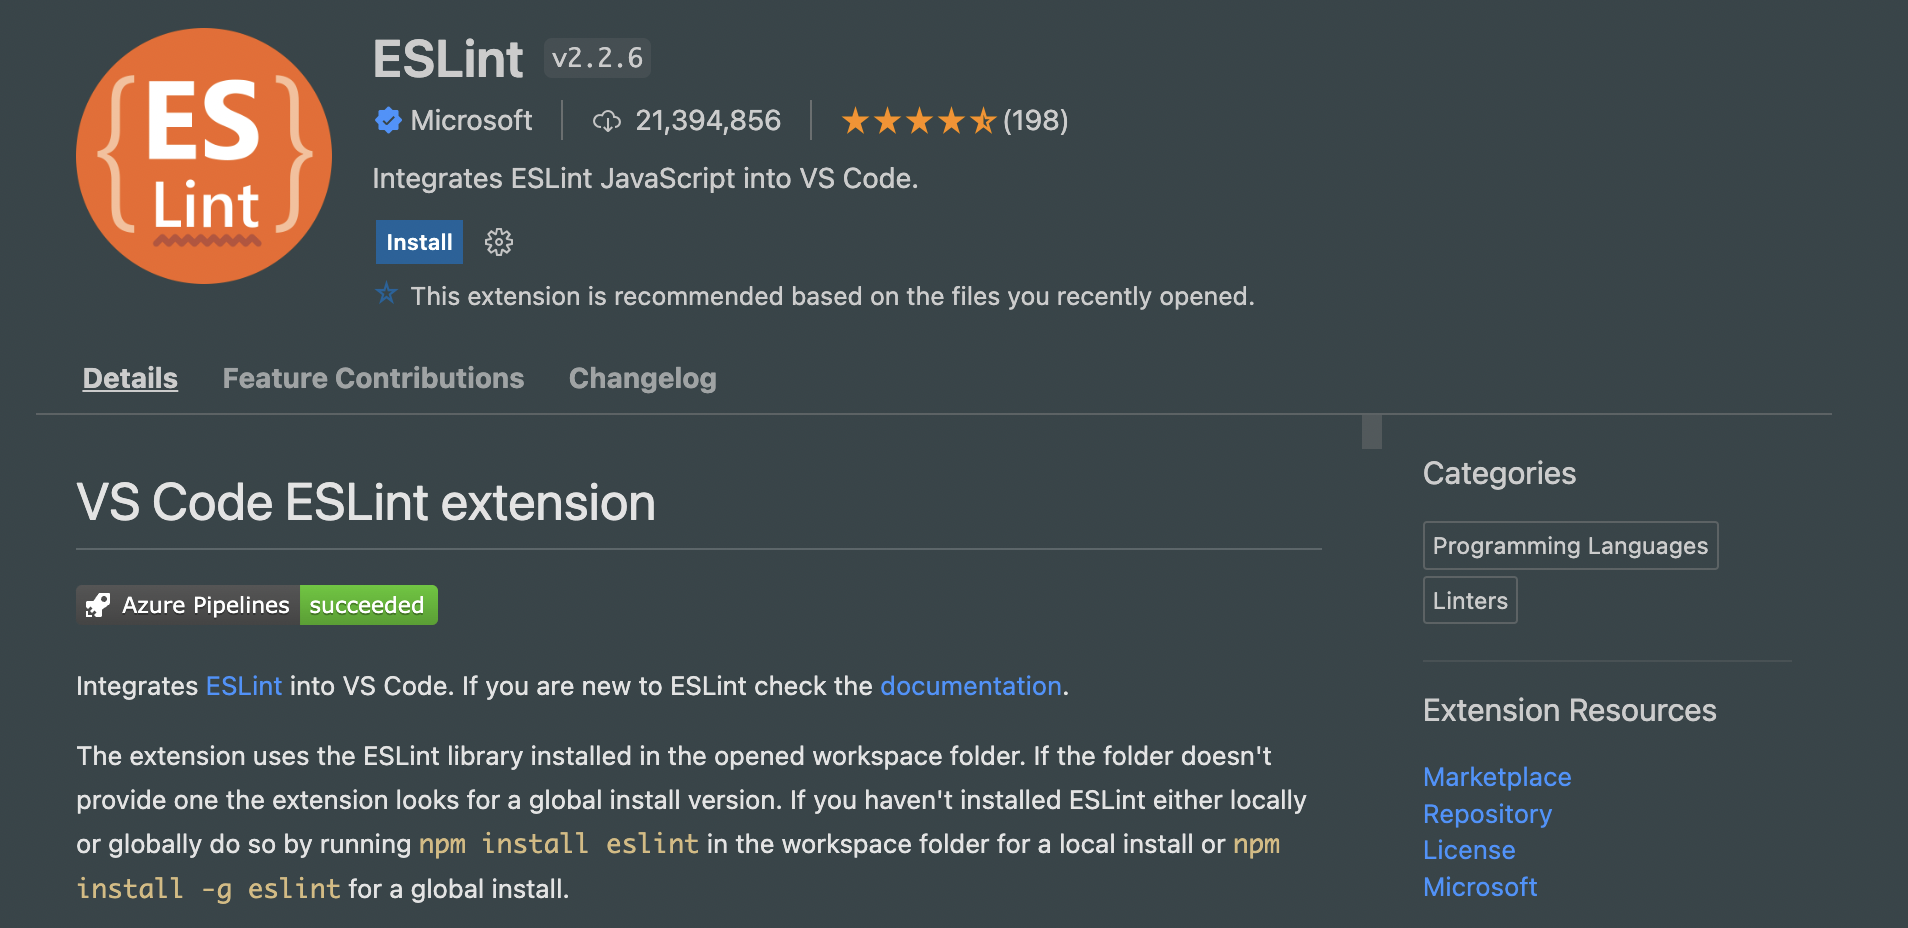 ES
Lint
ESLint v2.2.6
Microsoft 21,394,856 (198)
Integrates ESLint JavaScript into VS Code.
Install
This extension is recommended based on the files you recently opened.
Details Feature Contributions Changelog
VS Code ESLint extension
Azure Pipelines succeeded
Integrates ESLint into VS Code. If you are new to ESLint check the documentation.
The extension uses the ESLint library installed in the opened workspace folder. If the folder doesn't
provide one the extension looks for a global install version. If you haven't installed ESLint either locally
or globally do so by running npm install eslint in the workspace folder for a local install or npm
install -g eslint for a global install.
Categories
Programming Languages
Linters
Extension Resources
Marketplace
Repository
License
Microsoft